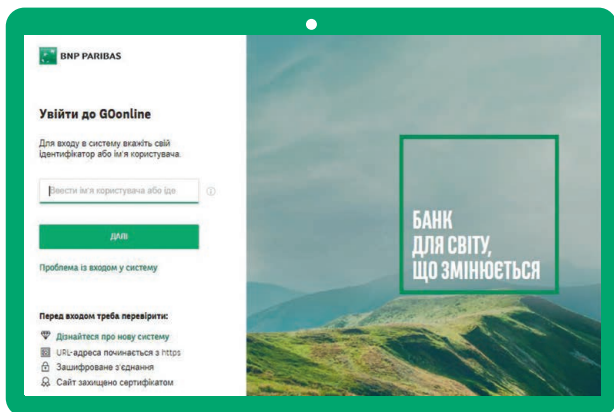 BNP PARIBAS
Увійти до GOonline
Для входу в систему вкажіть свій
ідентифікатор або ім'я користувача.
Ввести ім'я користувача або іде
ДАЛІ
Проблема із входом у систему
Перед входом треба перевірити:
Дізнайтеся про нову систему
URL-адреса починається з https
Зашифроване з'єднання
Сайт захищено сертифікатом
БАНК
ДЛЯ СВІТУ,
ЩО ЗМІНЮЄТЬСЯ